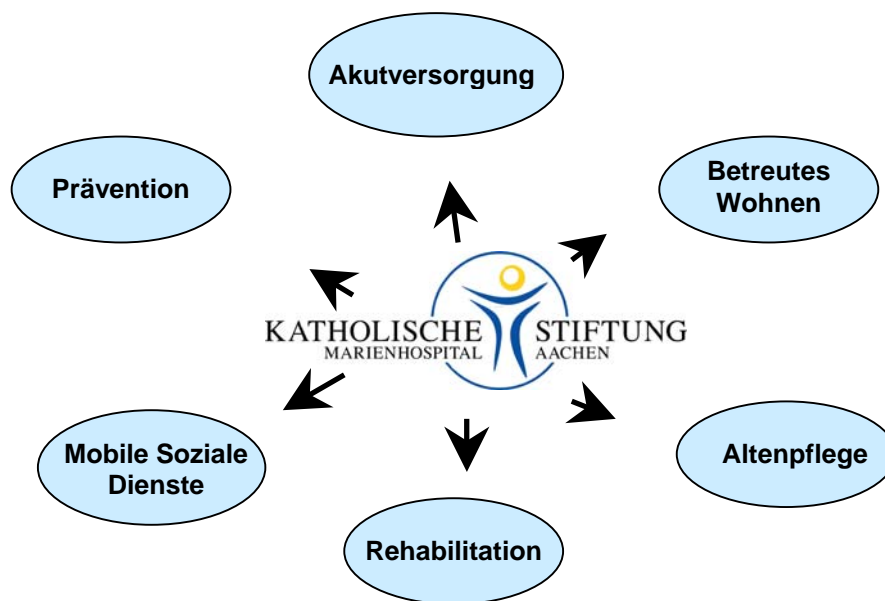 Akutversorgung
Prävention
Betreutes
Wohnen
KATHOLISCHE STIFTUNG
MARIENHOSPITAL AACHEN
Mobile Soziale
Dienste
Altenpflege
Rehabilitation